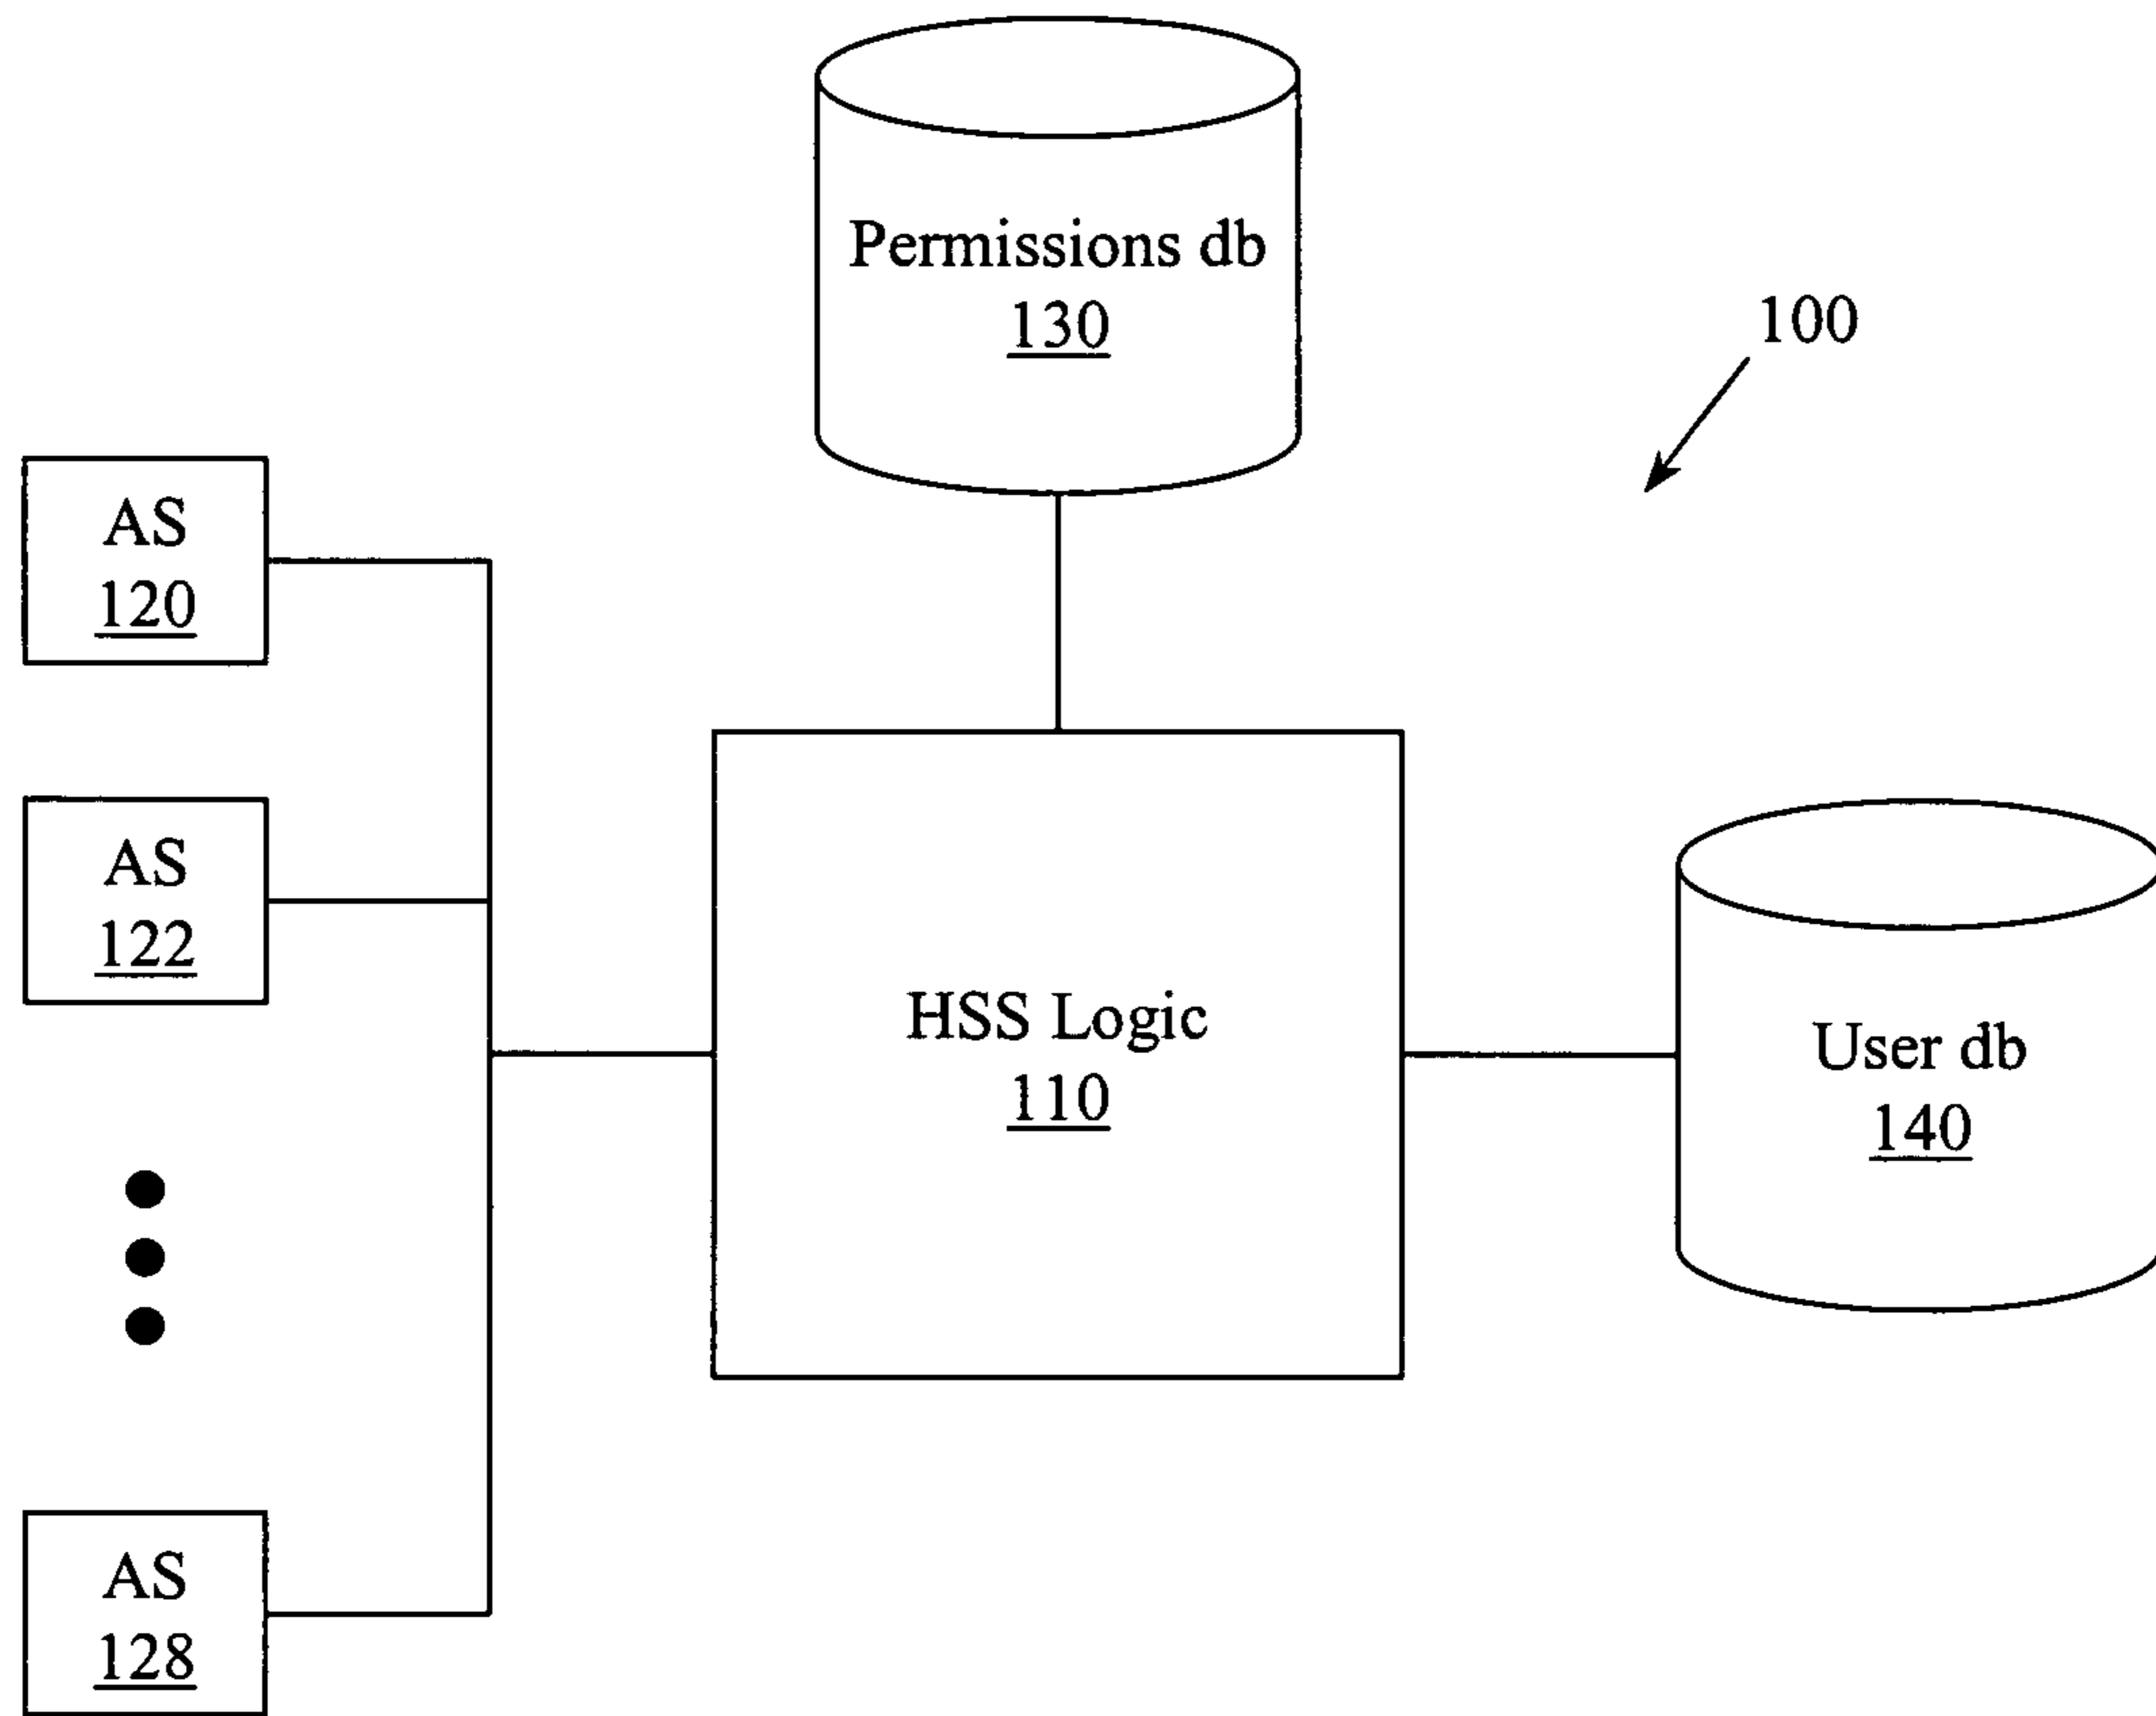 Permissions db
130
100
AS
120
AS
122
HSS Logic
110
User db
140
AS
128